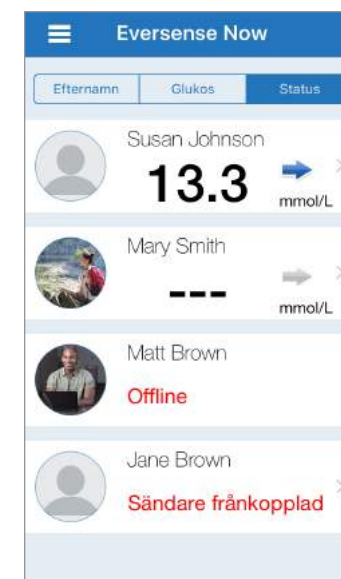 Eversense Now
Efternamn Glukos Status
Susan Johnson
13.3
mmol/L
Mary Smith
---
mmol/L
Matt Brown
Offline
Jane Brown
Sändare frånkopplad